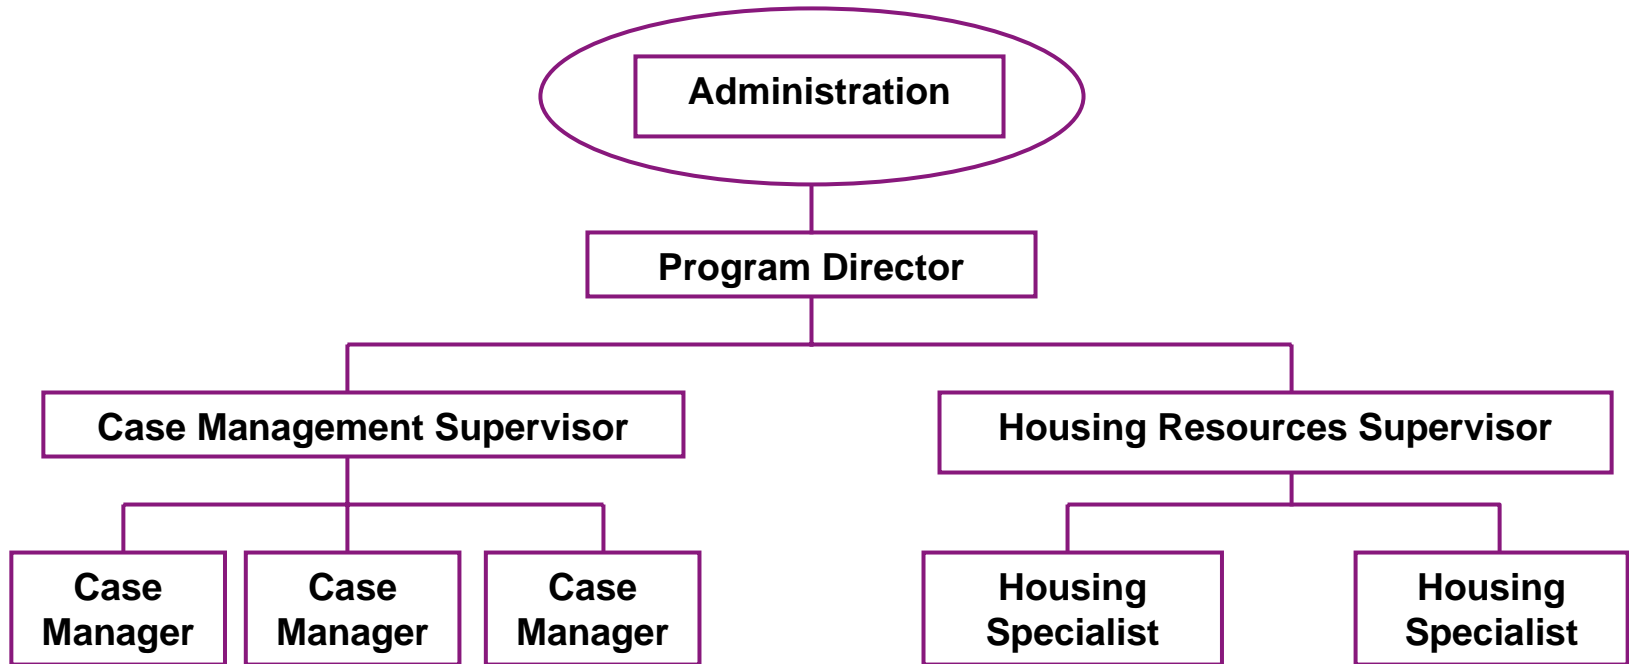 Administration
Program Director
Case Management Supervisor
Housing Resources Supervisor
Case
Manager
Case
Manager
Case
Manager
Housing
Specialist
Housing
Specialist